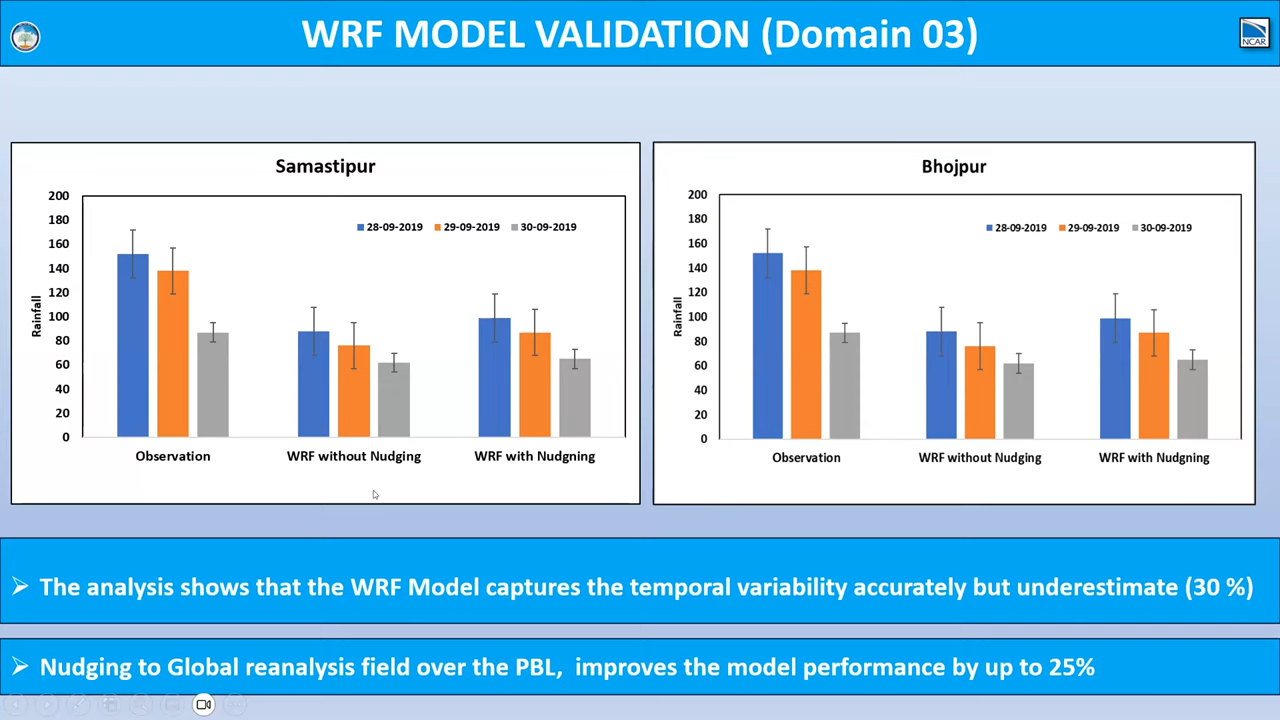 WRF MODEL VALIDATION (Domain 03)
NCAR
Samastipur
200
180
160
140
120
100
80
60
40
20
0
Rainfall
28-09-2019 29-09-2019 30-09-2019
Observation WRF without Nudging WRF with Nudgning
Bhojpur
200
180
160
140
120
100
80
60
40
20
0
Rainfall
28-09-2019 29-09-2019 30-09-2019
Observation WRF without Nudging WRF with Nudgning
The analysis shows that the WRF Model captures the temporal variability accurately but underestimate (30 %)
Nudging to Global reanalysis field over the PBL, improves the model performance by up to 25%